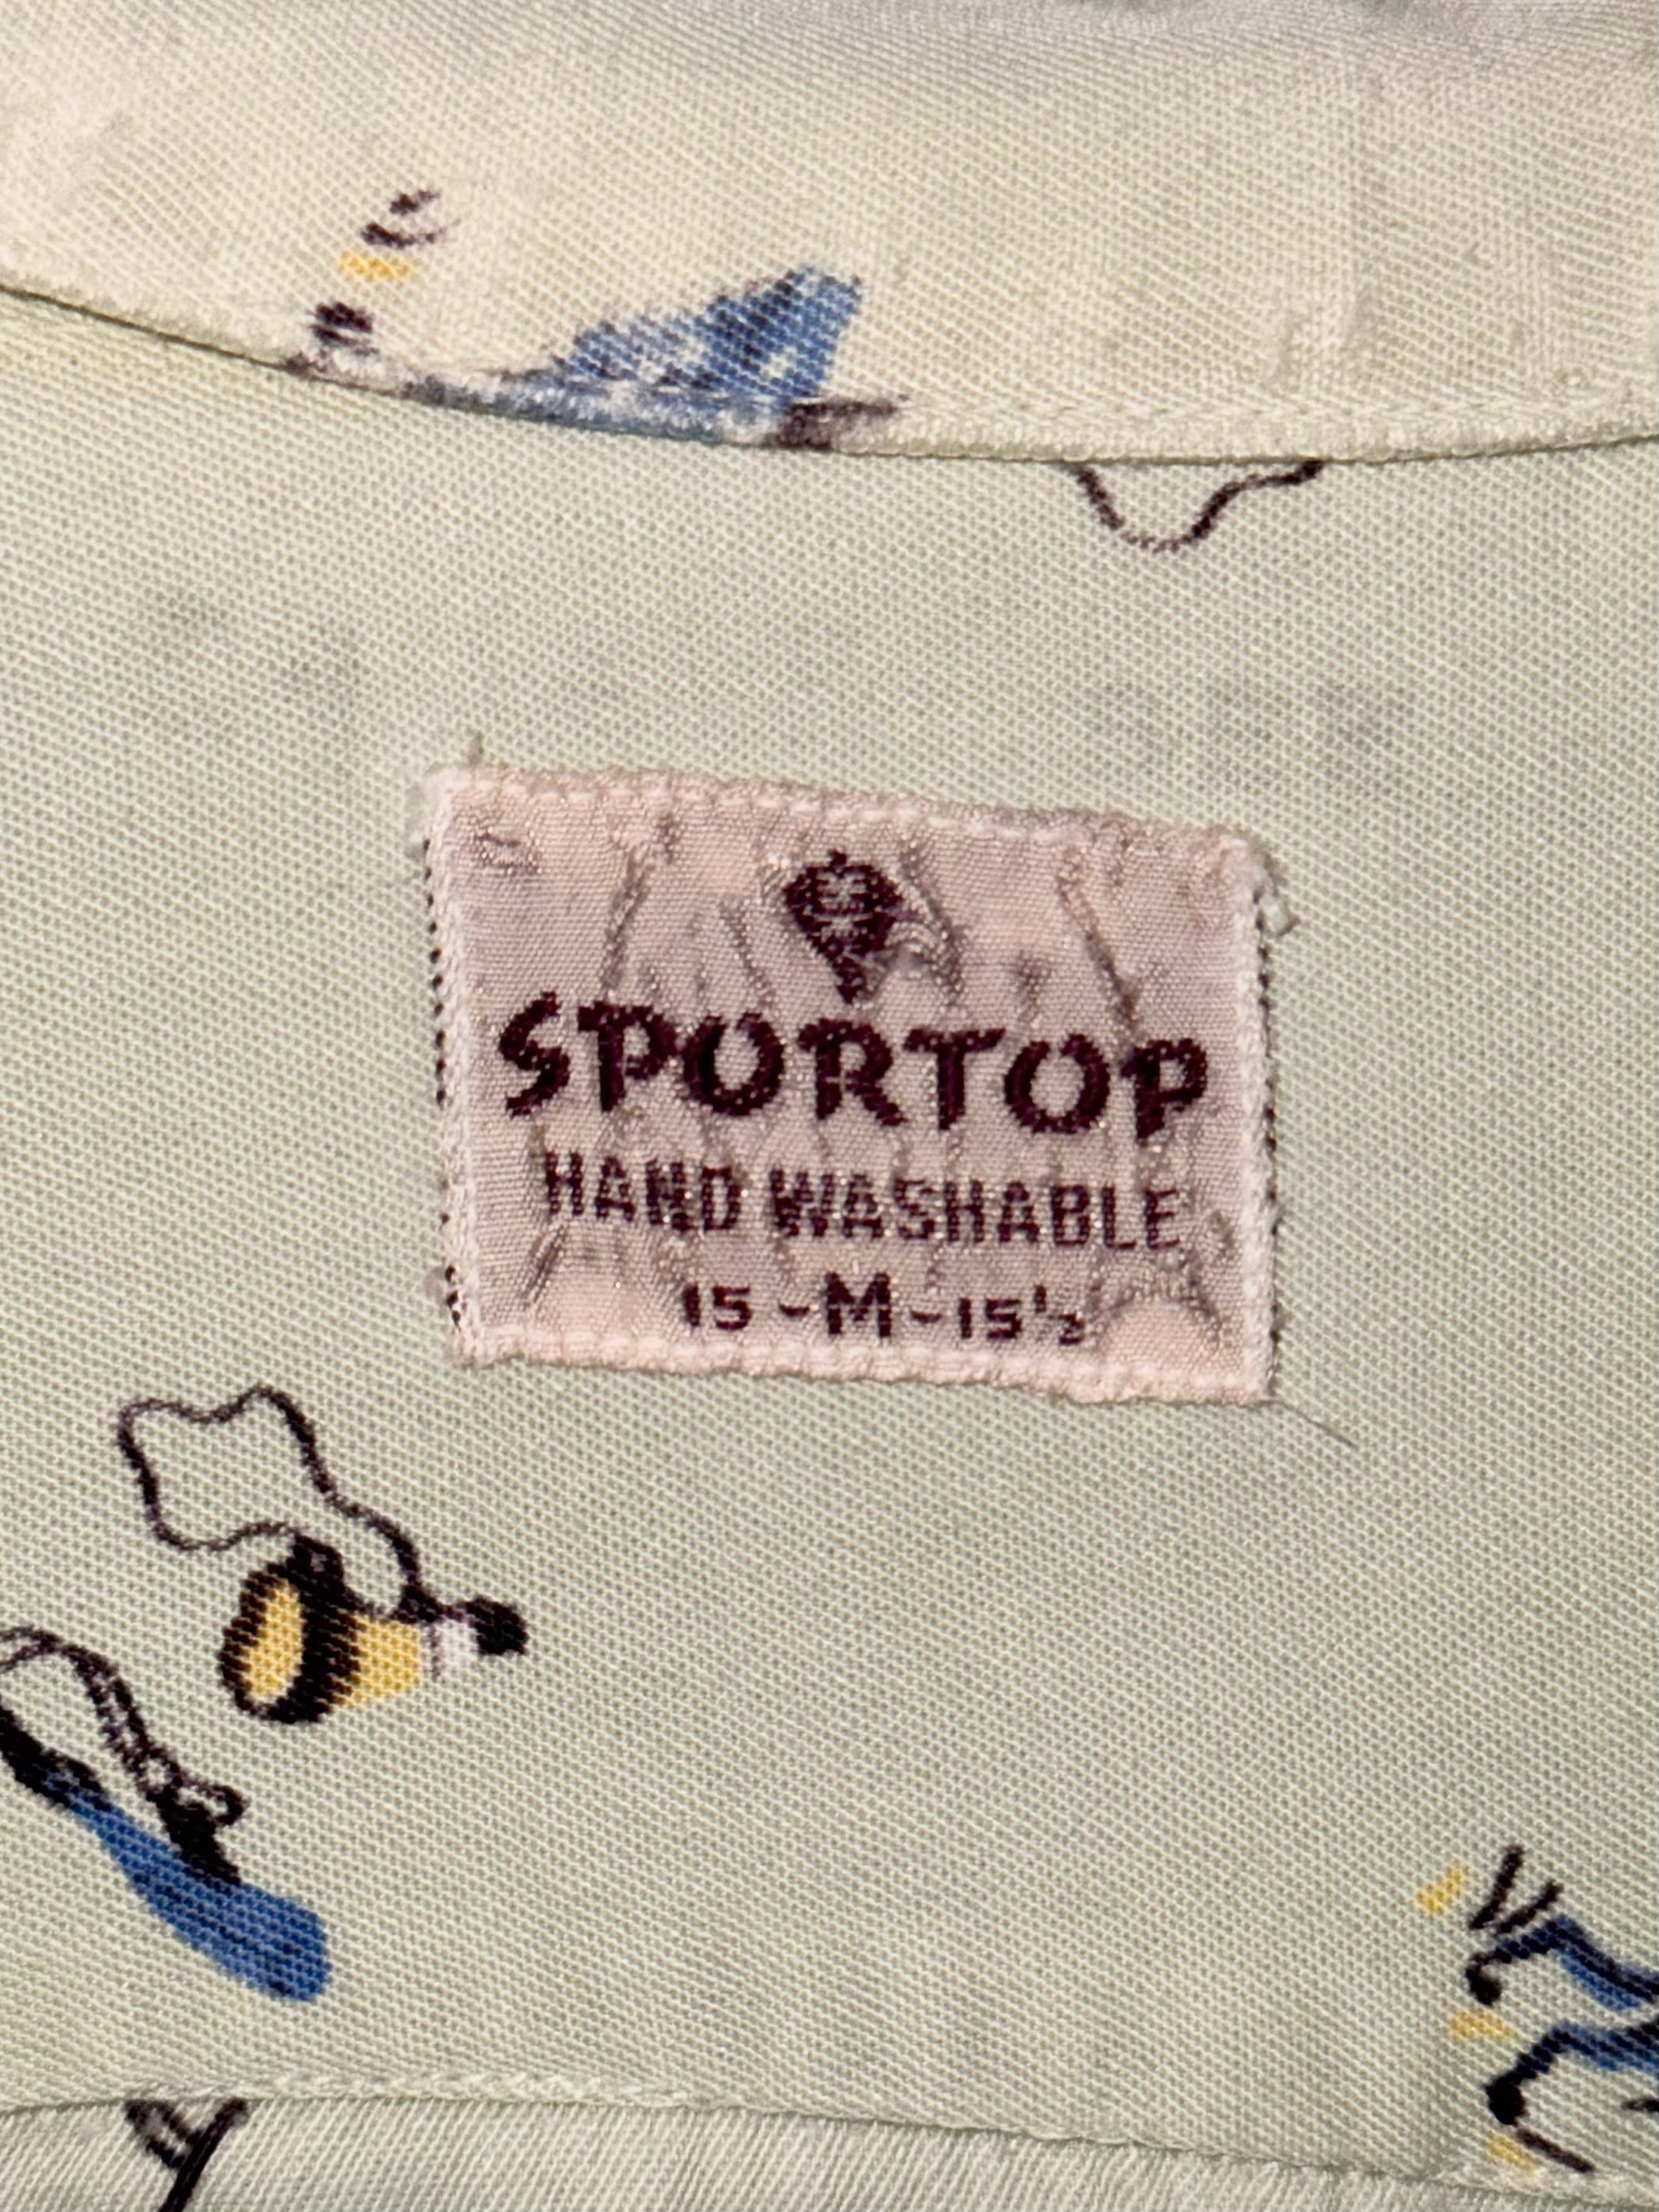 SPORTOP
HAND WASHABLE
15-M-15½